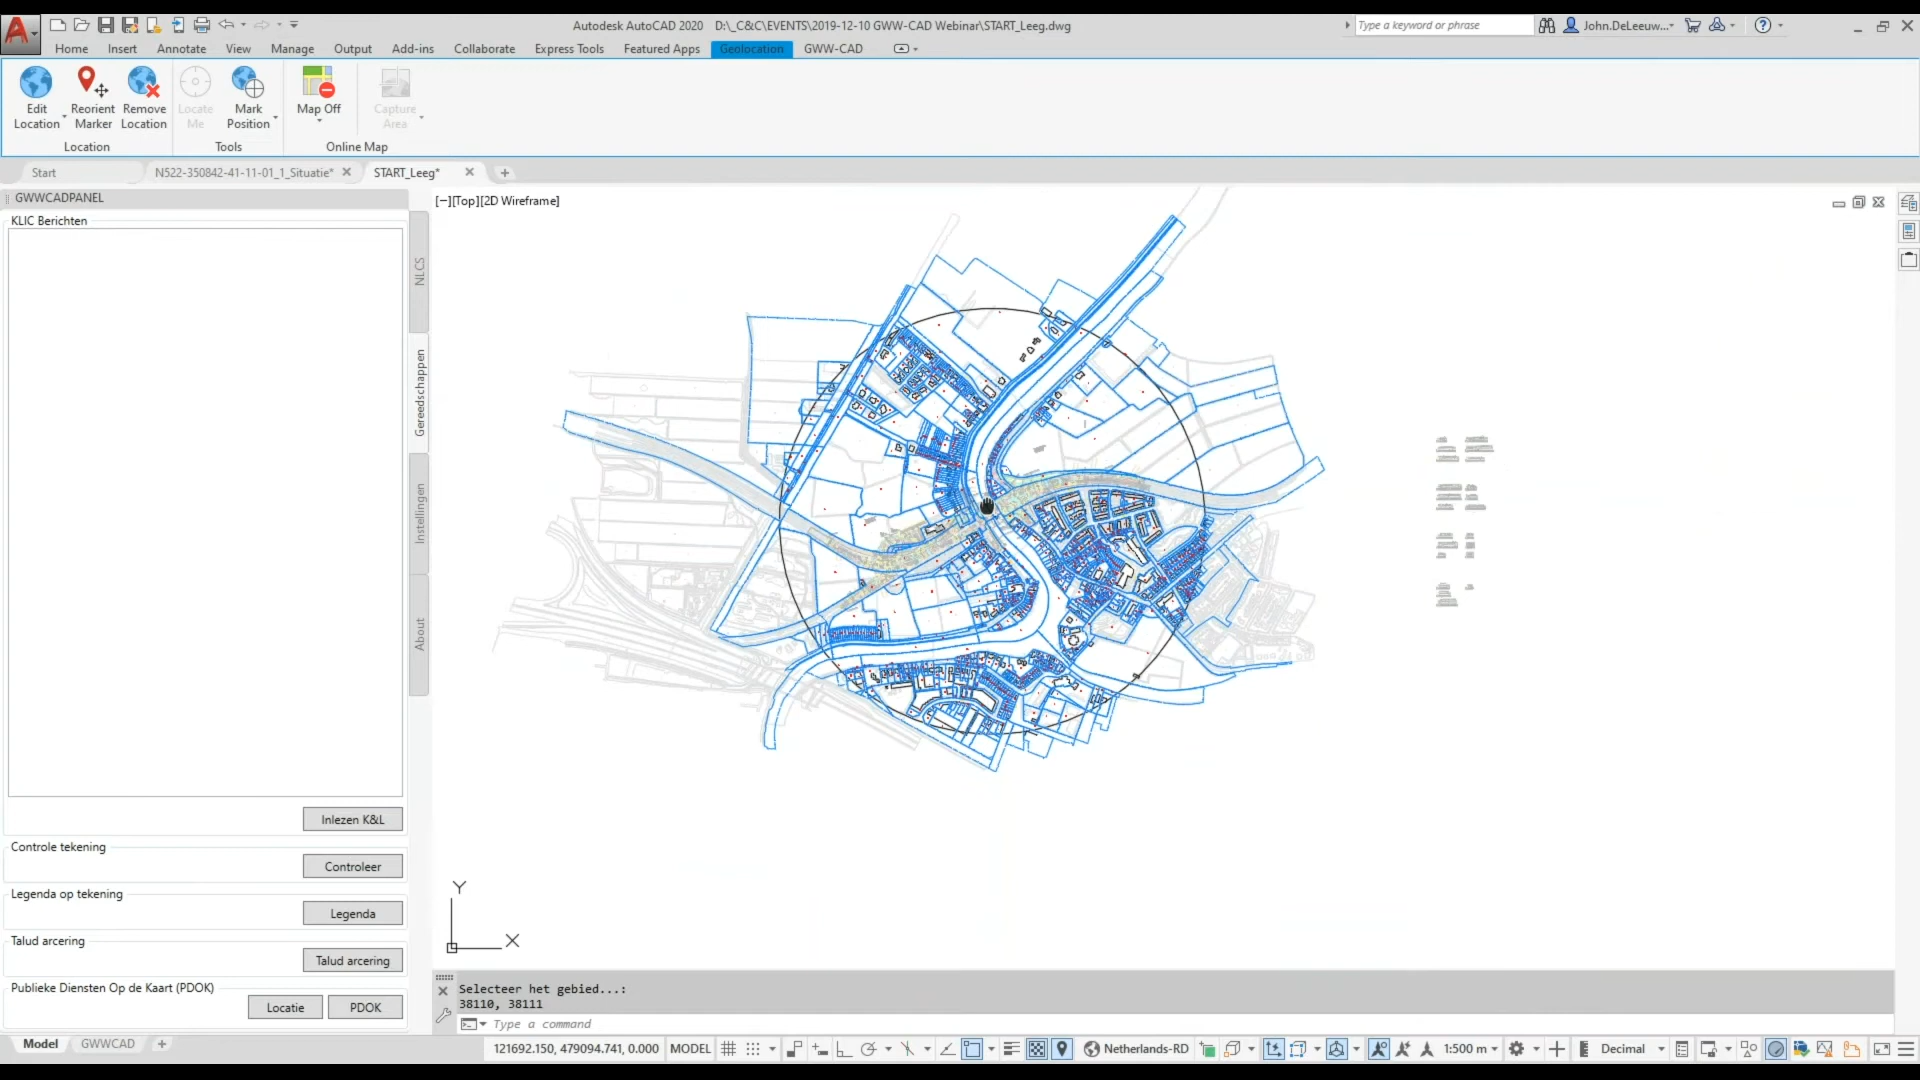 Autodesk AutoCAD 2020 D:\_C&C\EVENTS\2019-12-10 GWW-CAD Webinar\START_Leeg.dwg
Type a keyword or phrase
John.DeLeeuw...
Home Insert Annotate View Manage Output Add-ins Collaborate Express Tools Featured Apps Geolocation GWW-CAD
Edit Location
Reorient Marker
Remove Location
Locate Me
Mark Position
Map Off
Capture Area
Location Tools Online Map
Start N522-350842-41-11-01_1_Situatie* START_Leeg*
GWWCADPANEL
[−][Top][2D Wireframe]
KLIC Berichten
NLCS
Gereedschappen
Instellingen
About
Inlezen K&L
Controle tekening
Controleer
Legenda op tekening
Legenda
Talud arcering
Talud arcering
Publieke Diensten Op de Kaart (PDOK)
Locatie PDOK
Y
X
Selecteer het gebied...:
38110, 38111
Type a command
Model GWWCAD
121692.150, 479094.741, 0.000 MODEL Netherlands-RD 1:500 m Decimal